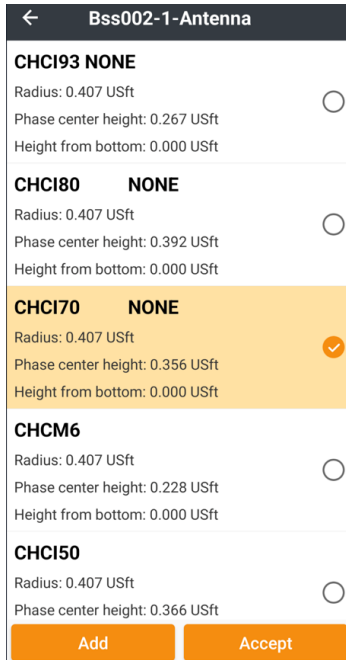 Bss002-1-Antenna
CHCI93 NONE
Radius: 0.407 USft
Phase center height: 0.267 USft
Height from bottom: 0.000 USft
CHCI80 NONE
Radius: 0.407 USft
Phase center height: 0.392 USft
Height from bottom: 0.000 USft
CHCI70 NONE
Radius: 0.407 USft
Phase center height: 0.356 USft
Height from bottom: 0.000 USft
CHCM6
Radius: 0.407 USft
Phase center height: 0.228 USft
Height from bottom: 0.000 USft
CHCI50
Radius: 0.407 USft
Phase center height: 0.366 USft
Add Accept